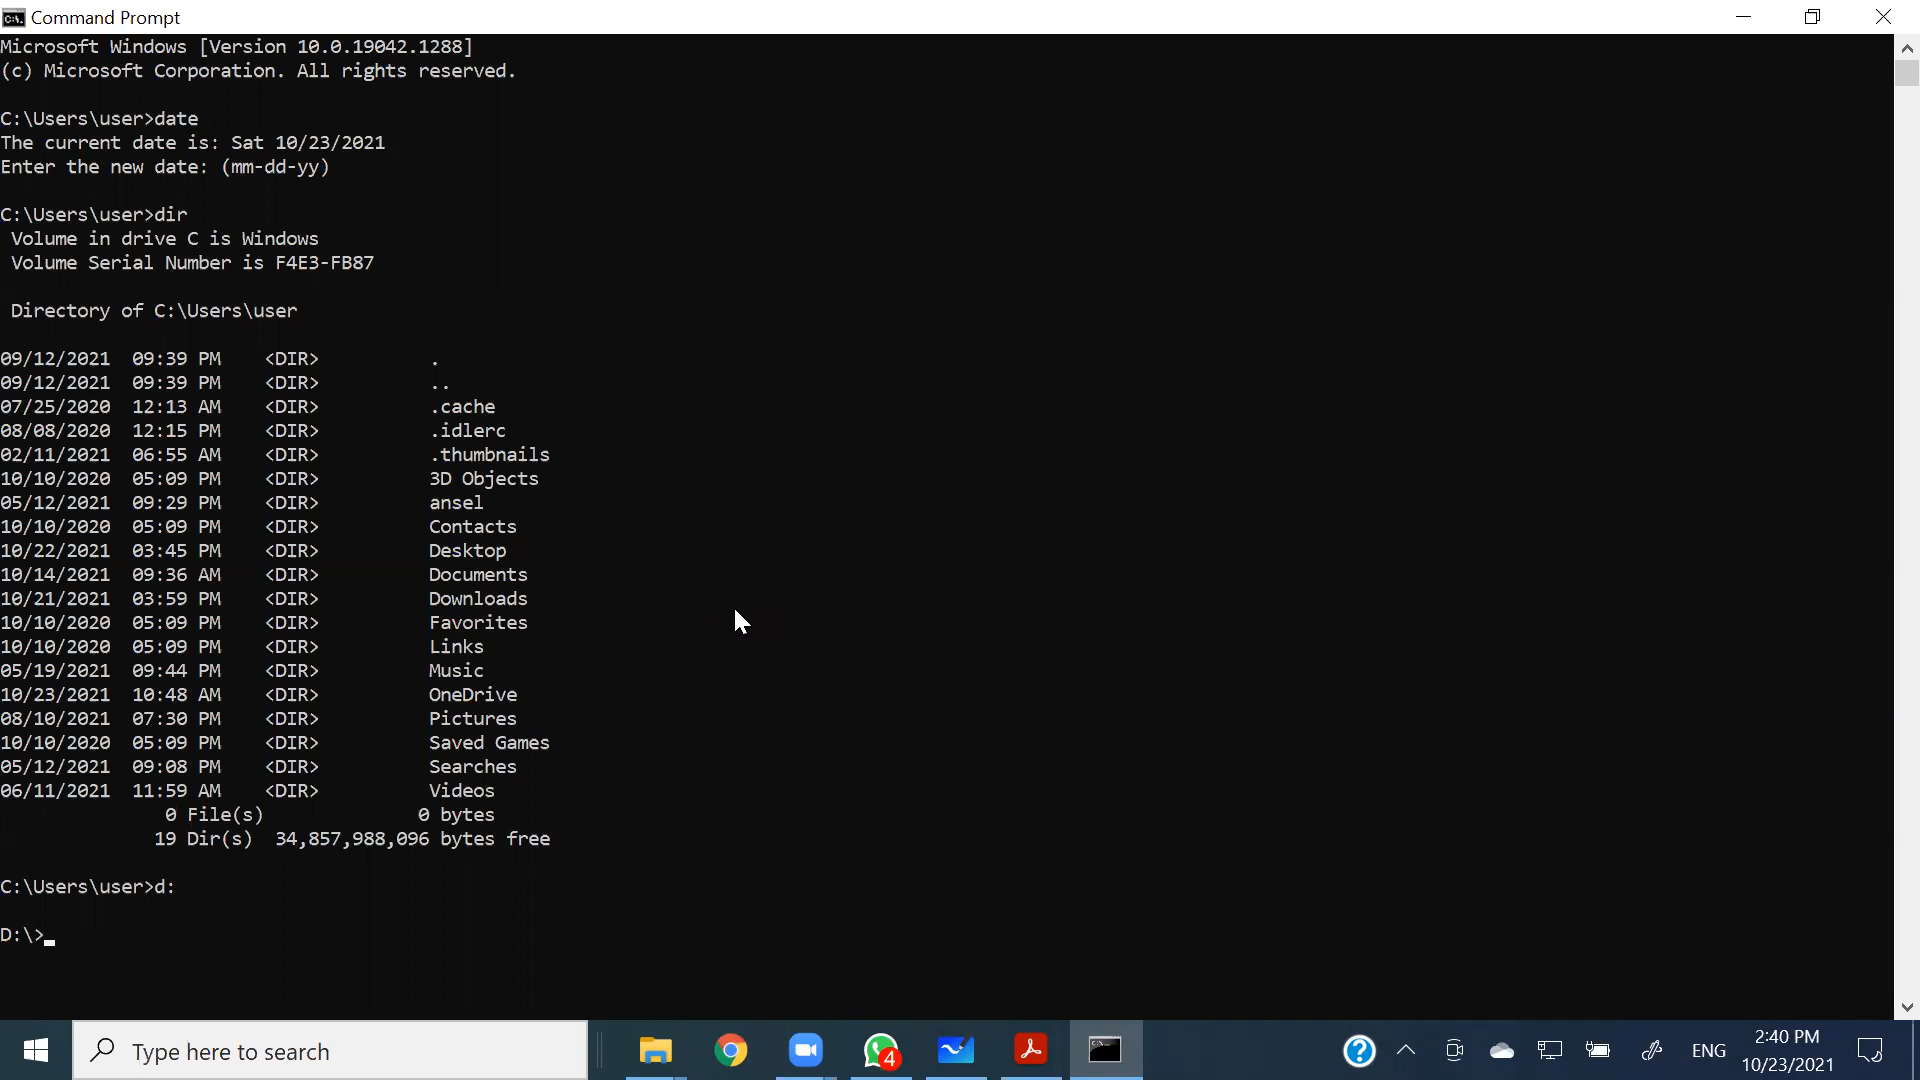 Command Prompt
Microsoft Windows [Version 10.0.19042.1288]
(c) Microsoft Corporation. All rights reserved.
C:\Users\user>date
The current date is: Sat 10/23/2021
Enter the new date: (mm-dd-yy)
C:\Users\user>dir
Volume in drive C is Windows
Volume Serial Number is F4E3-FB87
Directory of C:\Users\user
09/12/2021  09:39 PM    <DIR>          .
09/12/2021  09:39 PM    <DIR>          ..
07/25/2020  12:13 AM    <DIR>          .cache
08/08/2020  12:15 PM    <DIR>          .idlerc
02/11/2021  06:55 AM    <DIR>          .thumbnails
10/10/2020  05:09 PM    <DIR>          3D Objects
05/12/2021  09:29 PM    <DIR>          ansel
10/10/2020  05:09 PM    <DIR>          Contacts
10/22/2021  03:45 PM    <DIR>          Desktop
10/14/2021  09:36 AM    <DIR>          Documents
10/21/2021  03:59 PM    <DIR>          Downloads
10/10/2020  05:09 PM    <DIR>          Favorites
10/10/2020  05:09 PM    <DIR>          Links
05/19/2021  09:44 PM    <DIR>          Music
10/23/2021  10:48 AM    <DIR>          OneDrive
08/10/2021  07:30 PM    <DIR>          Pictures
10/10/2020  05:09 PM    <DIR>          Saved Games
05/12/2021  09:08 PM    <DIR>          Searches
06/11/2021  11:59 AM    <DIR>          Videos
0 File(s)              0 bytes
19 Dir(s)  34,857,988,096 bytes free
C:\Users\user>d:
D:\>
Type here to search
4
ENG
2:40 PM
10/23/2021